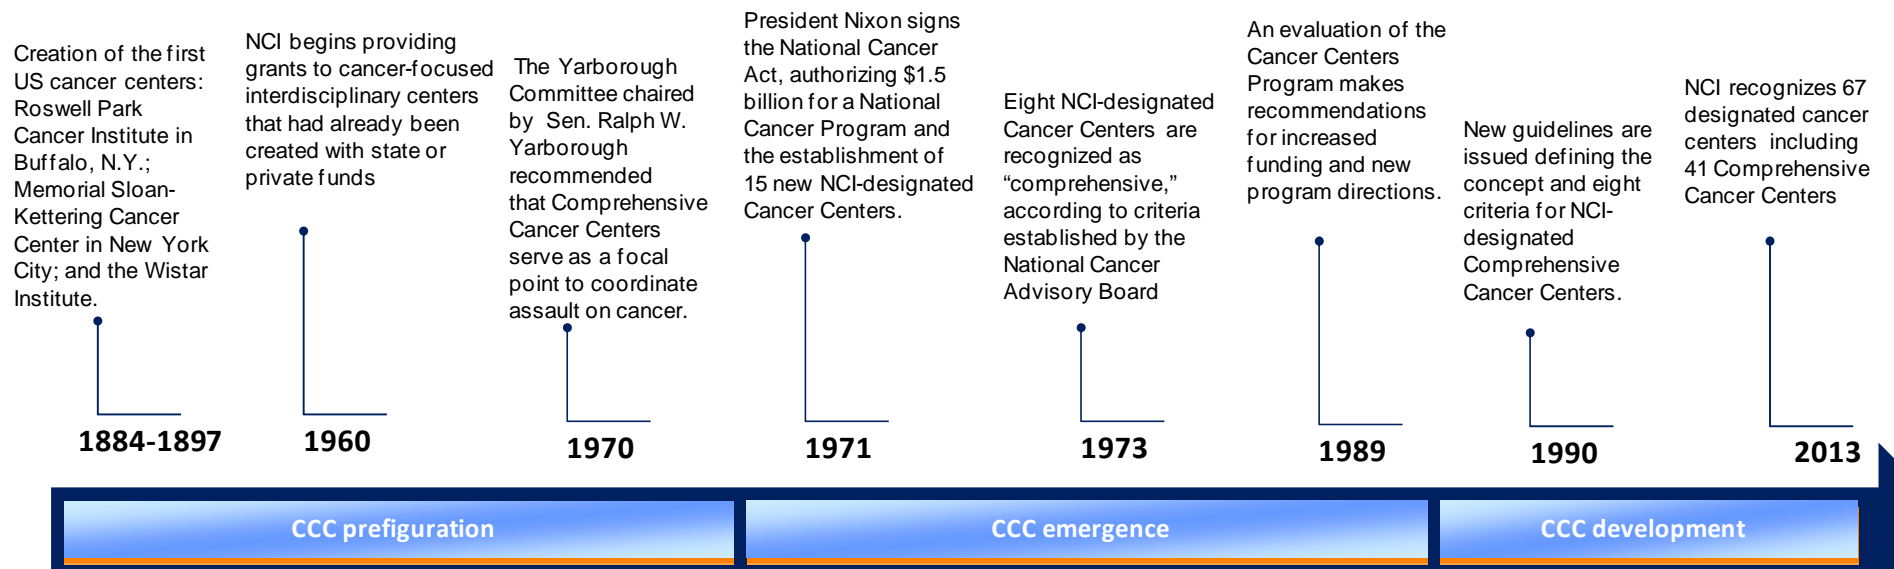 Creation of the first
US cancer centers:
Roswell Park
Cancer Institute in
Buffalo, N.Y.;
Memorial Sloan-
Kettering Cancer
Center in New York
City; and the Wistar
Institute.
1884-1897
NCI begins providing
grants to cancer-focused
interdisciplinary centers
that had already been
created with state or
private funds
1960
The Yarborough
Committee chaired
by Sen. Ralph W.
Yarborough
recommended
that Comprehensive
Cancer Centers
serve as a focal
point to coordinate
assault on cancer.
1970
President Nixon signs
the National Cancer
Act, authorizing $1.5
billion for a National
Cancer Program and
the establishment of
15 new NCI-designated
Cancer Centers.
1971
Eight NCI-designated
Cancer Centers are
recognized as
“comprehensive,”
according to criteria
established by the
National Cancer
Advisory Board
1973
An evaluation of the
Cancer Centers
Program makes
recommendations
for increased
funding and new
program directions.
1989
New guidelines are
issued defining the
concept and eight
criteria for NCI-
designated
Comprehensive
Cancer Centers.
1990
NCI recognizes 67
designated cancer
centers including
41 Comprehensive
Cancer Centers
2013
CCC prefiguration
CCC emergence
CCC development